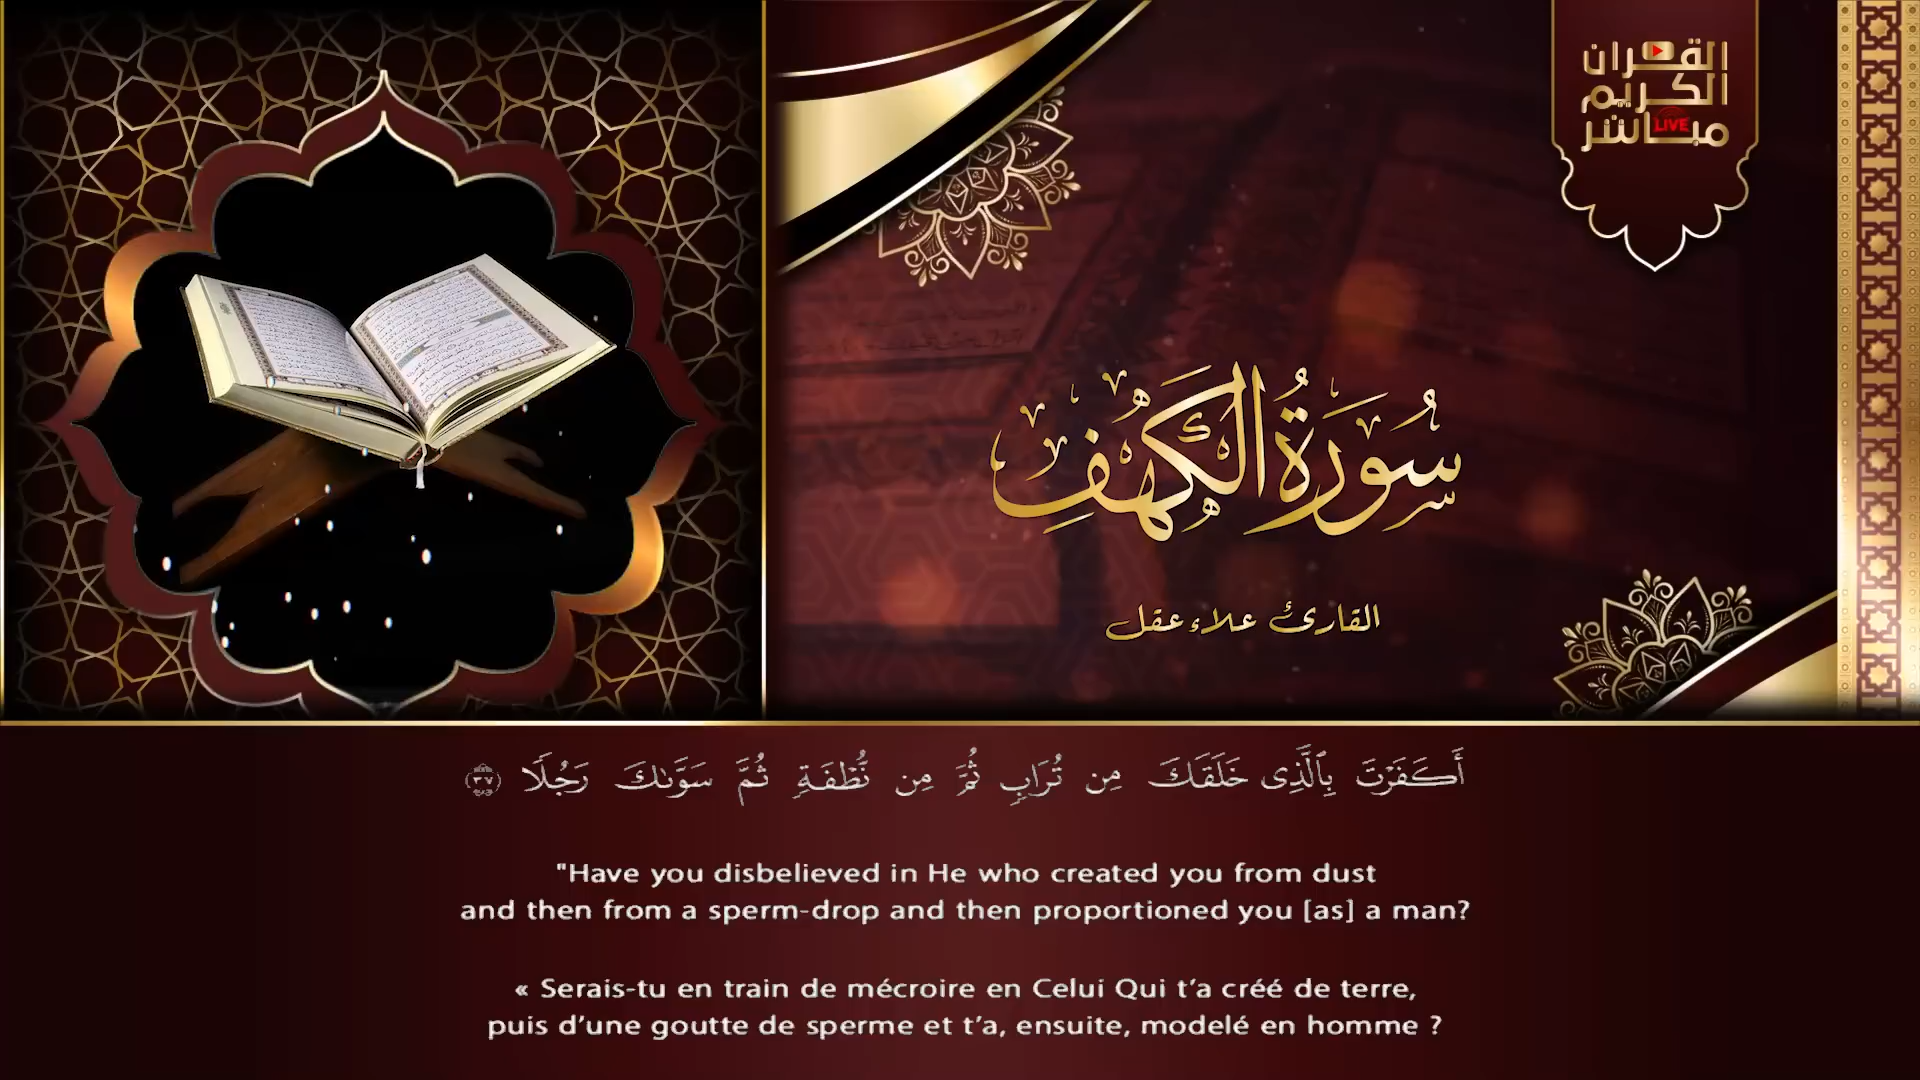 القران
الكريم
مباشر
LIVE
سُورَةُ الكَهْفِ
القارئ علاء عقل
أَكَفَرْتَ بِٱلَّذِى خَلَقَكَ مِن تُرَابٍ ثُمَّ مِن نُّطْفَةٍ ثُمَّ سَوَّىٰكَ رَجُلًا ٣٧
"Have you disbelieved in He who created you from dust
and then from a sperm-drop and then proportioned you [as] a man?
« Serais-tu en train de mécroire en Celui Qui t’a créé de terre,
puis d’une goutte de sperme et t’a, ensuite, modelé en homme ?